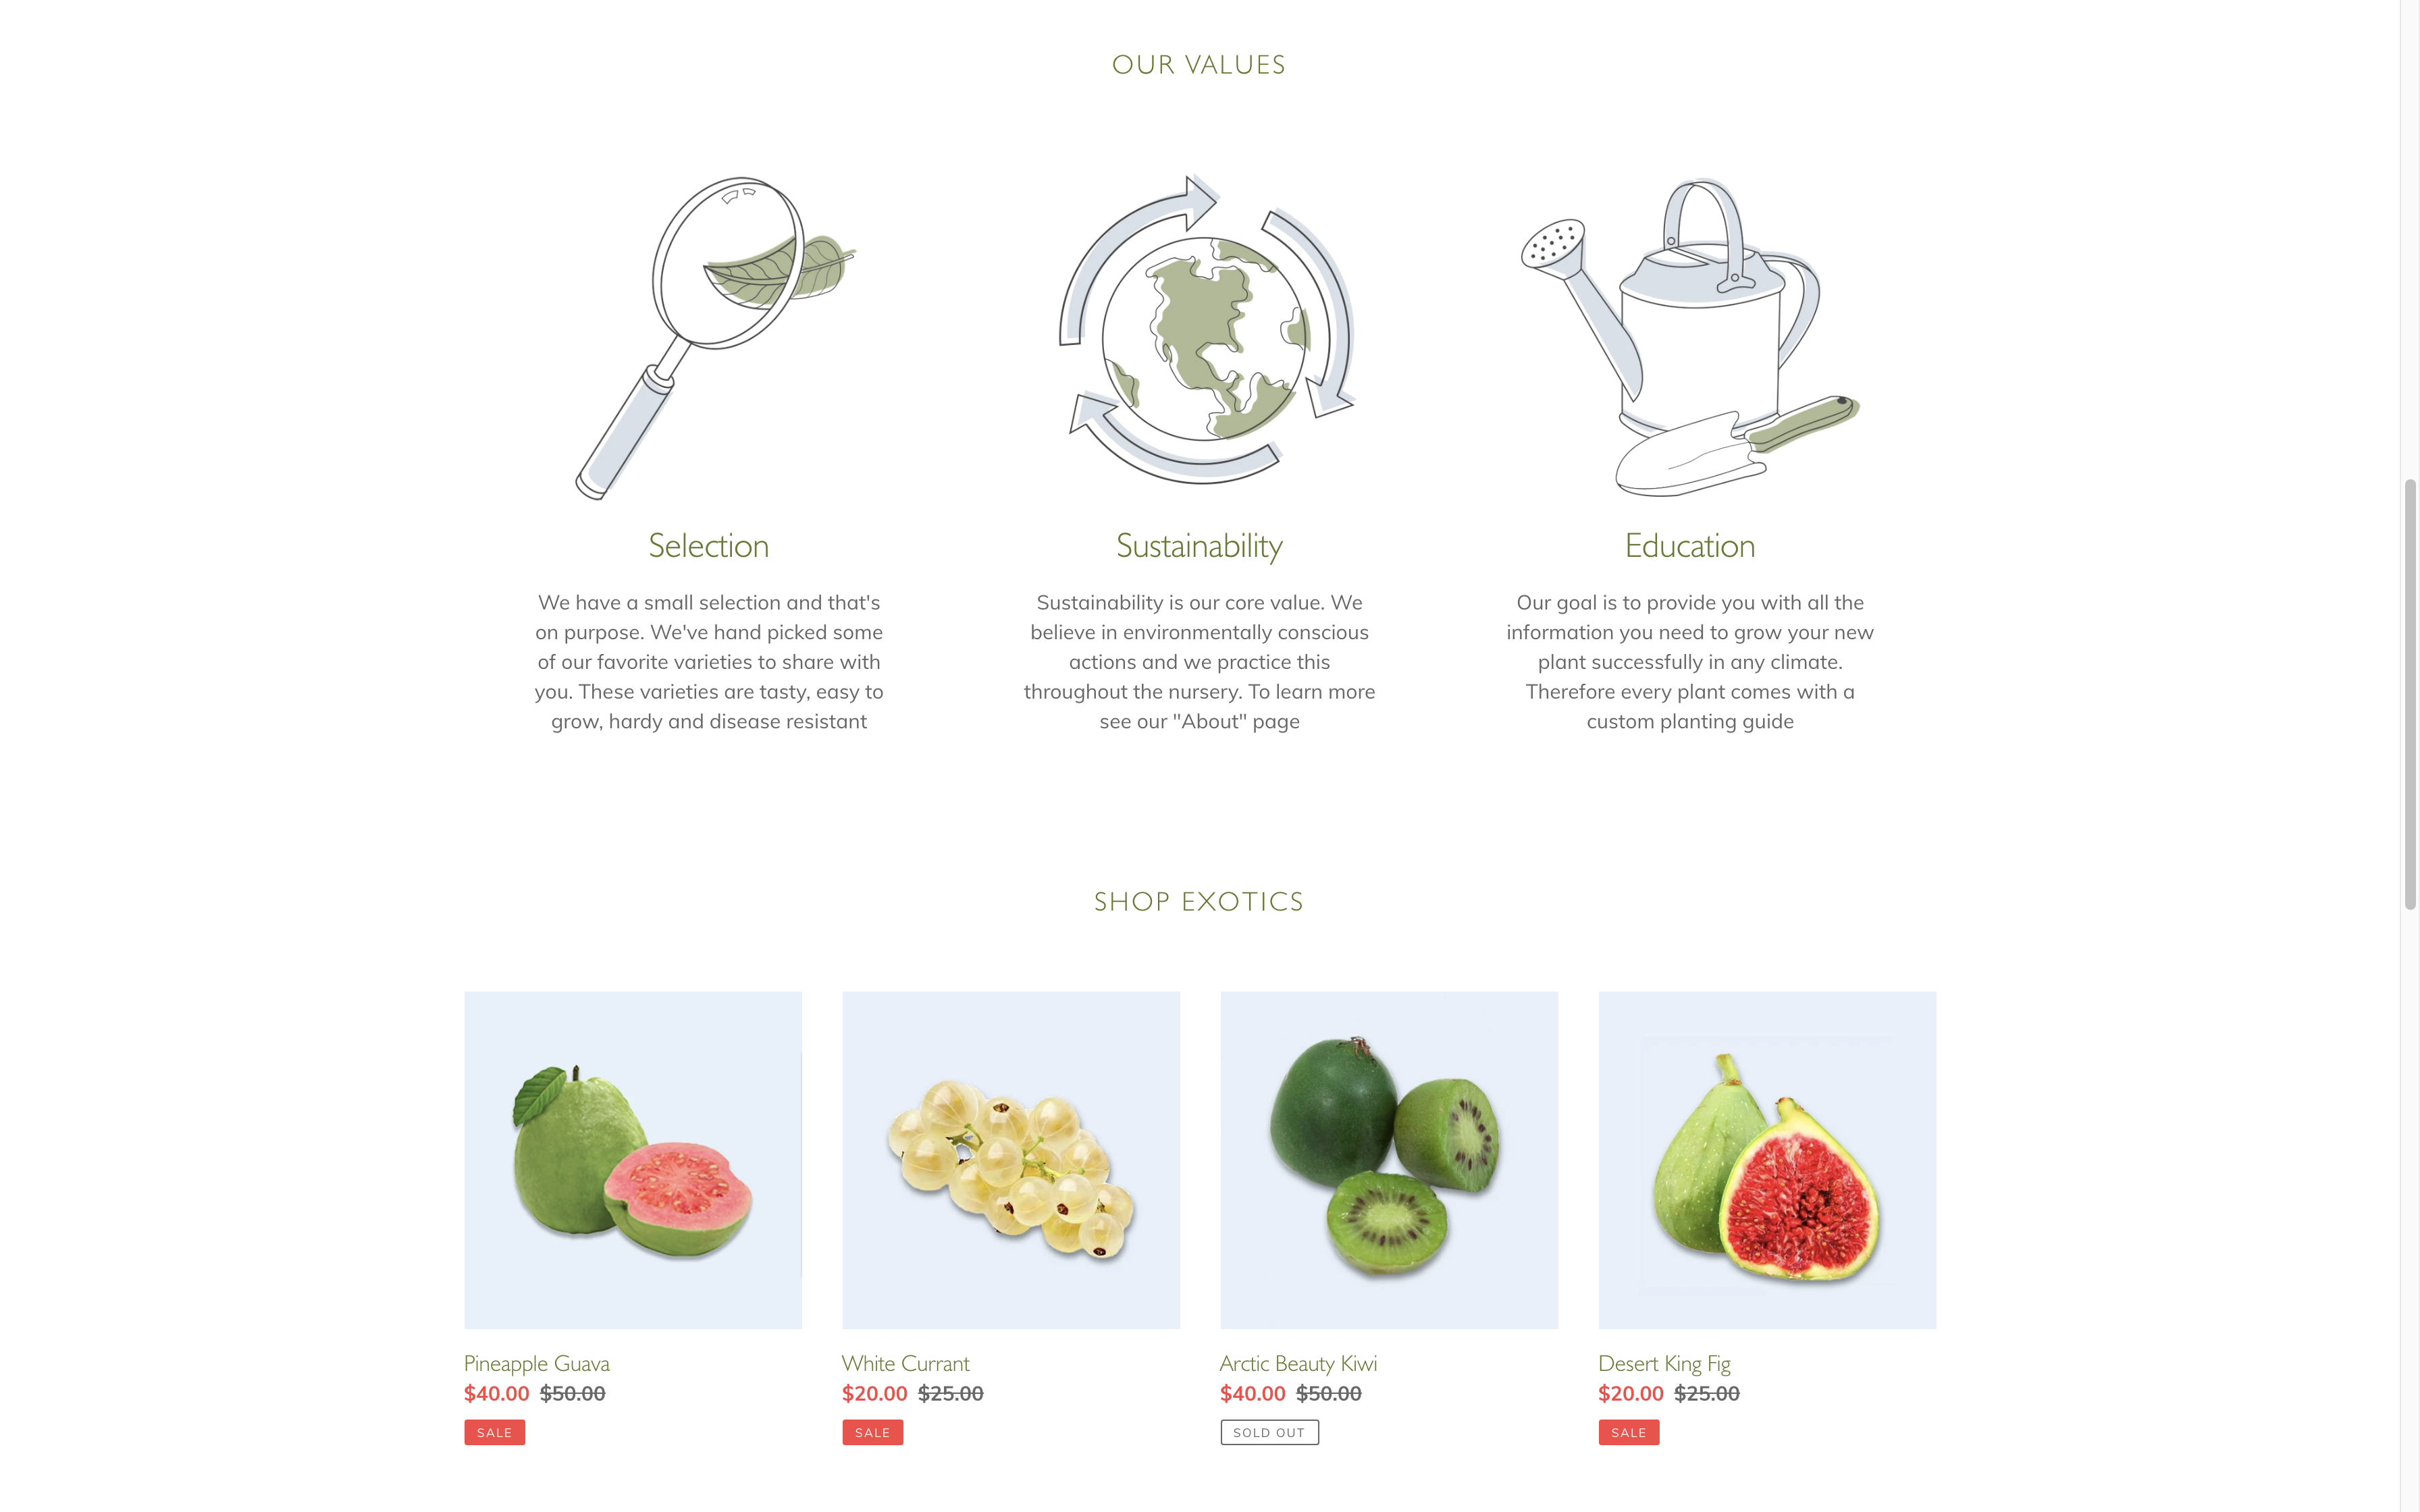 OUR VALUES
Selection
We have a small selection and that's
on purpose. We've hand picked some
of our favorite varieties to share with
you. These varieties are tasty, easy to
grow, hardy and disease resistant
Sustainability
Sustainability is our core value. We
believe in environmentally conscious
actions and we practice this
throughout the nursery. To learn more
see our "About" page
Education
Our goal is to provide you with all the
information you need to grow your new
plant successfully in any climate.
Therefore every plant comes with a
custom planting guide
SHOP EXOTICS
Pineapple Guava
$40.00 $50.00
SALE
White Currant
$20.00 $25.00
SALE
Arctic Beauty Kiwi
$40.00 $50.00
SOLD OUT
Desert King Fig
$20.00 $25.00
SALE